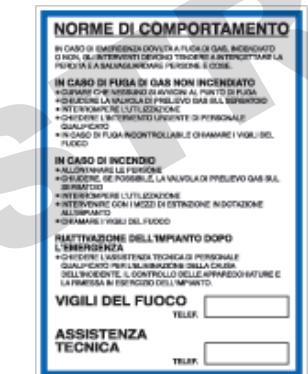 NORME DI COMPORTAMENTO
IN CASO DI EMERGENZA DOVUTA A FUGA DI GAS, INCENDIATO
O NON, GLI INTERVENTI DEVONO TENDERE A INTERCETTARE LA
PERDITA E A SALVAGUARDARE PERSONE E COSE.
IN CASO DI FUGA DI GAS NON INCENDIATO
• CURARE CHE NESSUNO SI AVVICINI AL PUNTO DI FUGA
• CHIUDERE LA VALVOLA DI PRELIEVO GAS SUL SERBATOIO
• INTERROMPERE L'UTILIZZAZIONE
• CHIEDERE L'INTERVENTO URGENTE DI PERSONALE
QUALIFICATO
• IN CASO DI FUGA INCONTROLLABILE CHIAMARE I VIGILI DEL
FUOCO
IN CASO DI INCENDIO
• ALLONTANARE LE PERSONE
• CHIUDERE, SE POSSIBILE, LA VALVOLA DI PRELIEVO GAS SUL
SERBATOIO
• INTERROMPERE L'UTILIZZAZIONE
• INTERVENIRE CON I MEZZI DI ESTINZIONE IN DOTAZIONE
ALL'IMPIANTO
• CHIAMARE I VIGILI DEL FUOCO
RIATTIVAZIONE DELL'IMPIANTO DOPO
L'EMERGENZA
• CHIEDERE L'ASSISTENZA TECNICA DI PERSONALE
QUALIFICATO PER L'ELIMINAZIONE DELLA CAUSA
DELL'INCIDENTE, IL CONTROLLO DELLE APPARECCHIATURE E
LA RIMESSA IN ESERCIZIO DELL'IMPIANTO.
VIGILI DEL FUOCO
TELEF.
ASSISTENZA
TECNICA
TELEF.